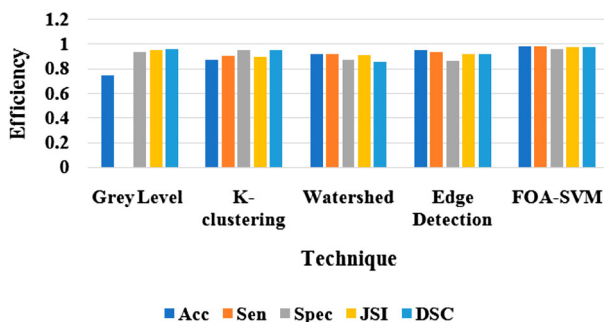 1.2
1
0.8
0.6
0.4
0.2
0
Efficiency
Grey Level
K-clustering
Watershed
Edge Detection
FOA-SVM
Technique
Acc Sen Spec JSI DSC